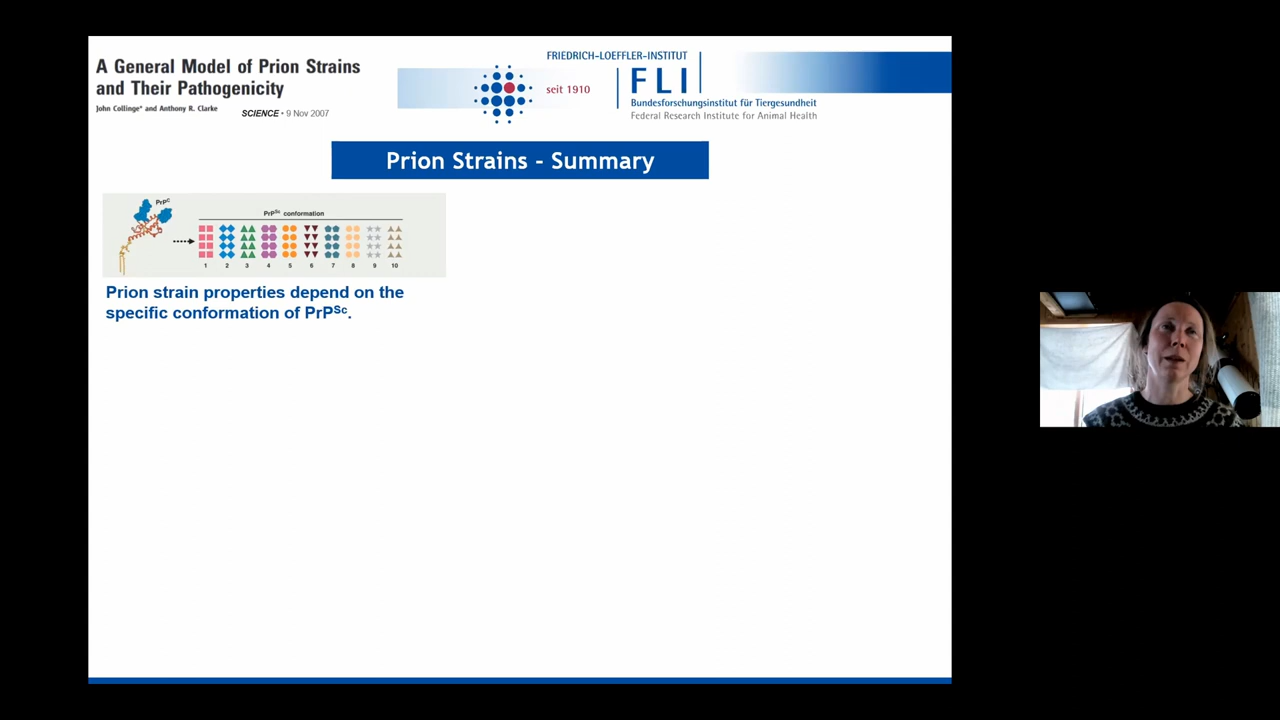 A General Model of Prion Strains
and Their Pathogenicity
John Collinge* and Anthony R. Clarke
SCIENCE • 9 Nov 2007
FRIEDRICH-LOEFFLER-INSTITUT
seit 1910
FLI
Bundesforschungsinstitut für Tiergesundheit
Federal Research Institute for Animal Health
Prion Strains - Summary
PrPC
PrPSc conformation
1 2 3 4 5 6 7 8 9 10
Prion strain properties depend on the
specific conformation of PrPSc.